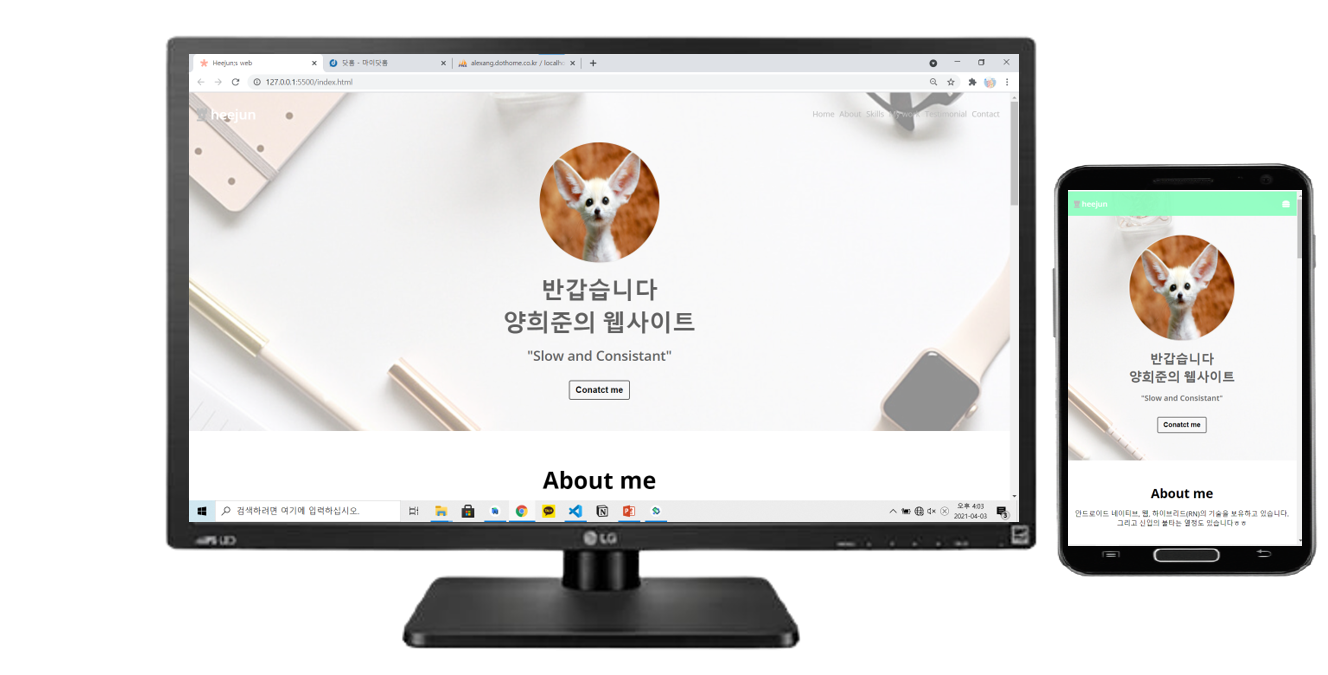 Heejun;s web
닷홈 - 마이닷홈
alexang.dothome.co.kr / localh
127.0.0.1:5500/index.html
heejun
Home About Skills My work Testimonial Contact
반갑습니다
양희준의 웹사이트
"Slow and Consistant"
Conatct me
About me
검색하려면 여기에 입력하십시오.
오후 4:03
2021-04-03
3
IPS LED
LG
heejun
반갑습니다
양희준의 웹사이트
"Slow and Consistant"
Conatct me
About me
안드로이드 네이티브, 웹, 하이브리드(RN)의 기술을 보유하고 있습니다.
그리고 신입의 불타는 열정도 있습니다ㅎㅎ